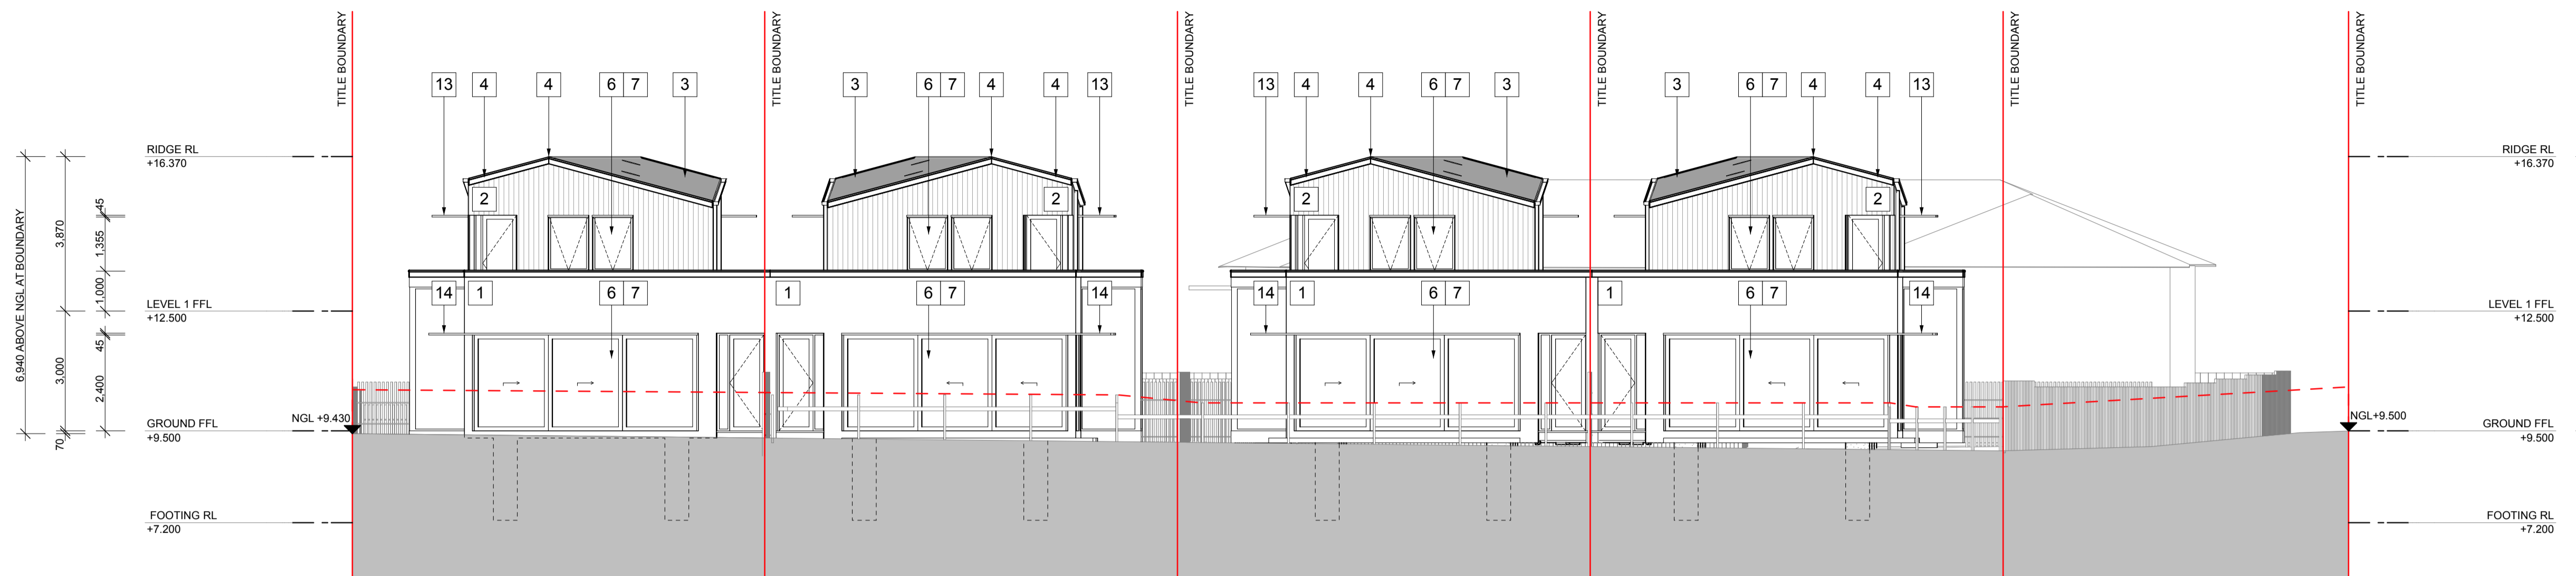 TITLE BOUNDARY
TITLE BOUNDARY
TITLE BOUNDARY
TITLE BOUNDARY
TITLE BOUNDARY
TITLE BOUNDARY
13 4 4 6 7 3
3 6 7 4 4 13
13 4 4 6 7 3
3 6 7 4 4 13
RIDGE RL
+16.370
RIDGE RL
+16.370
2
2
2
2
6,940 ABOVE NGL AT BOUNDARY
3,870
3,000
70
45
1,355
1,000
45
2,400
LEVEL 1 FFL
+12.500
LEVEL 1 FFL
+12.500
14 1 6 7
1 6 7 14
14 1 6 7
1 6 7 14
NGL +9.430
NGL+9.500
GROUND FFL
+9.500
GROUND FFL
+9.500
FOOTING RL
+7.200
FOOTING RL
+7.200